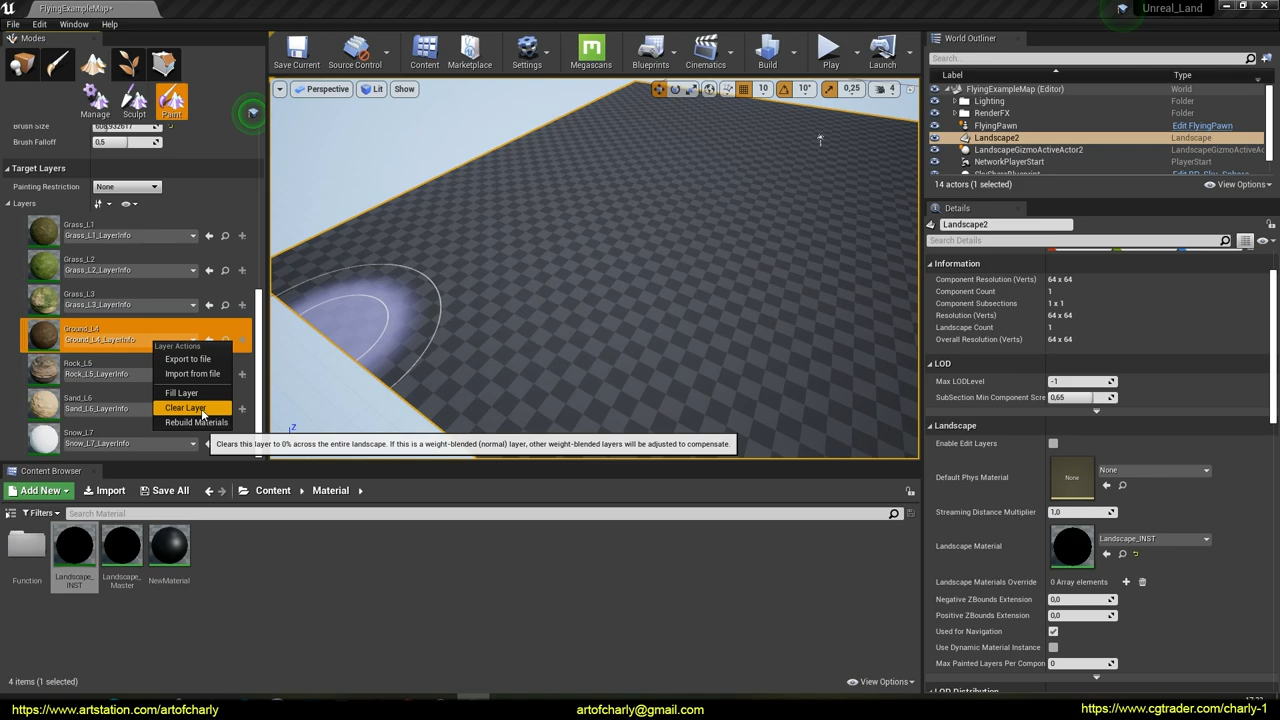 FlyingExampleMap*
Unreal_Land
File Edit Window Help
Modes
Manage Sculpt Paint
Brush Size
Brush Falloff 0,5
Target Layers
Painting Restriction None
Layers
Grass_L1
Grass_L1_LayerInfo
Grass_L2
Grass_L2_LayerInfo
Grass_L3
Grass_L3_LayerInfo
Ground_L4
Ground_L4_LayerInfo
Rock_L5
Rock_L5_LayerInfo
Sand_L6
Sand_L6_LayerInfo
Snow_L7
Snow_L7_LayerInfo
Layer Actions
Export to file
Import from file
Fill Layer
Clear Layer
Rebuild Materials
Clears this layer to 0% across the entire landscape. If this is a weight-blended (normal) layer, other weight-blended layers will be adjusted to compensate.
Save Current Source Control Content Marketplace Settings Megascans Blueprints Cinematics Build Play Launch
Perspective Lit Show 10 10° 0,25 4
Z
World Outliner
Search...
Label Type
FlyingExampleMap (Editor) World
Lighting Folder
RenderFX Folder
FlyingPawn Edit FlyingPawn
Landscape2 Landscape
LandscapeGizmoActiveActor2 LandscapeGizmoActiveAc
NetworkPlayerStart PlayerStart
SkySphereBlueprint Edit BP_Sky_Sphere
14 actors (1 selected) View Options
Details
Landscape2
Search Details
Information
Component Resolution (Verts) 64 x 64
Component Count 1
Component Subsections 1 x 1
Resolution (Verts) 64 x 64
Landscape Count 1
Overall Resolution (Verts) 64 x 64
LOD
Max LODLevel -1
SubSection Min Component Scre 0,65
Landscape
Enable Edit Layers
Default Phys Material None None
Streaming Distance Multiplier 1,0
Landscape Material Landscape_INST
Landscape Materials Override 0 Array elements
Negative ZBounds Extension 0,0
Positive ZBounds Extension 0,0
Used for Navigation
Use Dynamic Material Instance
Max Painted Layers Per Compon 0
LOD Distribution
Content Browser
Add New Import Save All Content Material
Filters Search Material
Function Landscape_INST Landscape_Master NewMaterial
4 items (1 selected) View Options
https://www.artstation.com/artofcharly artofcharly@gmail.com https://www.cgtrader.com/charly-1